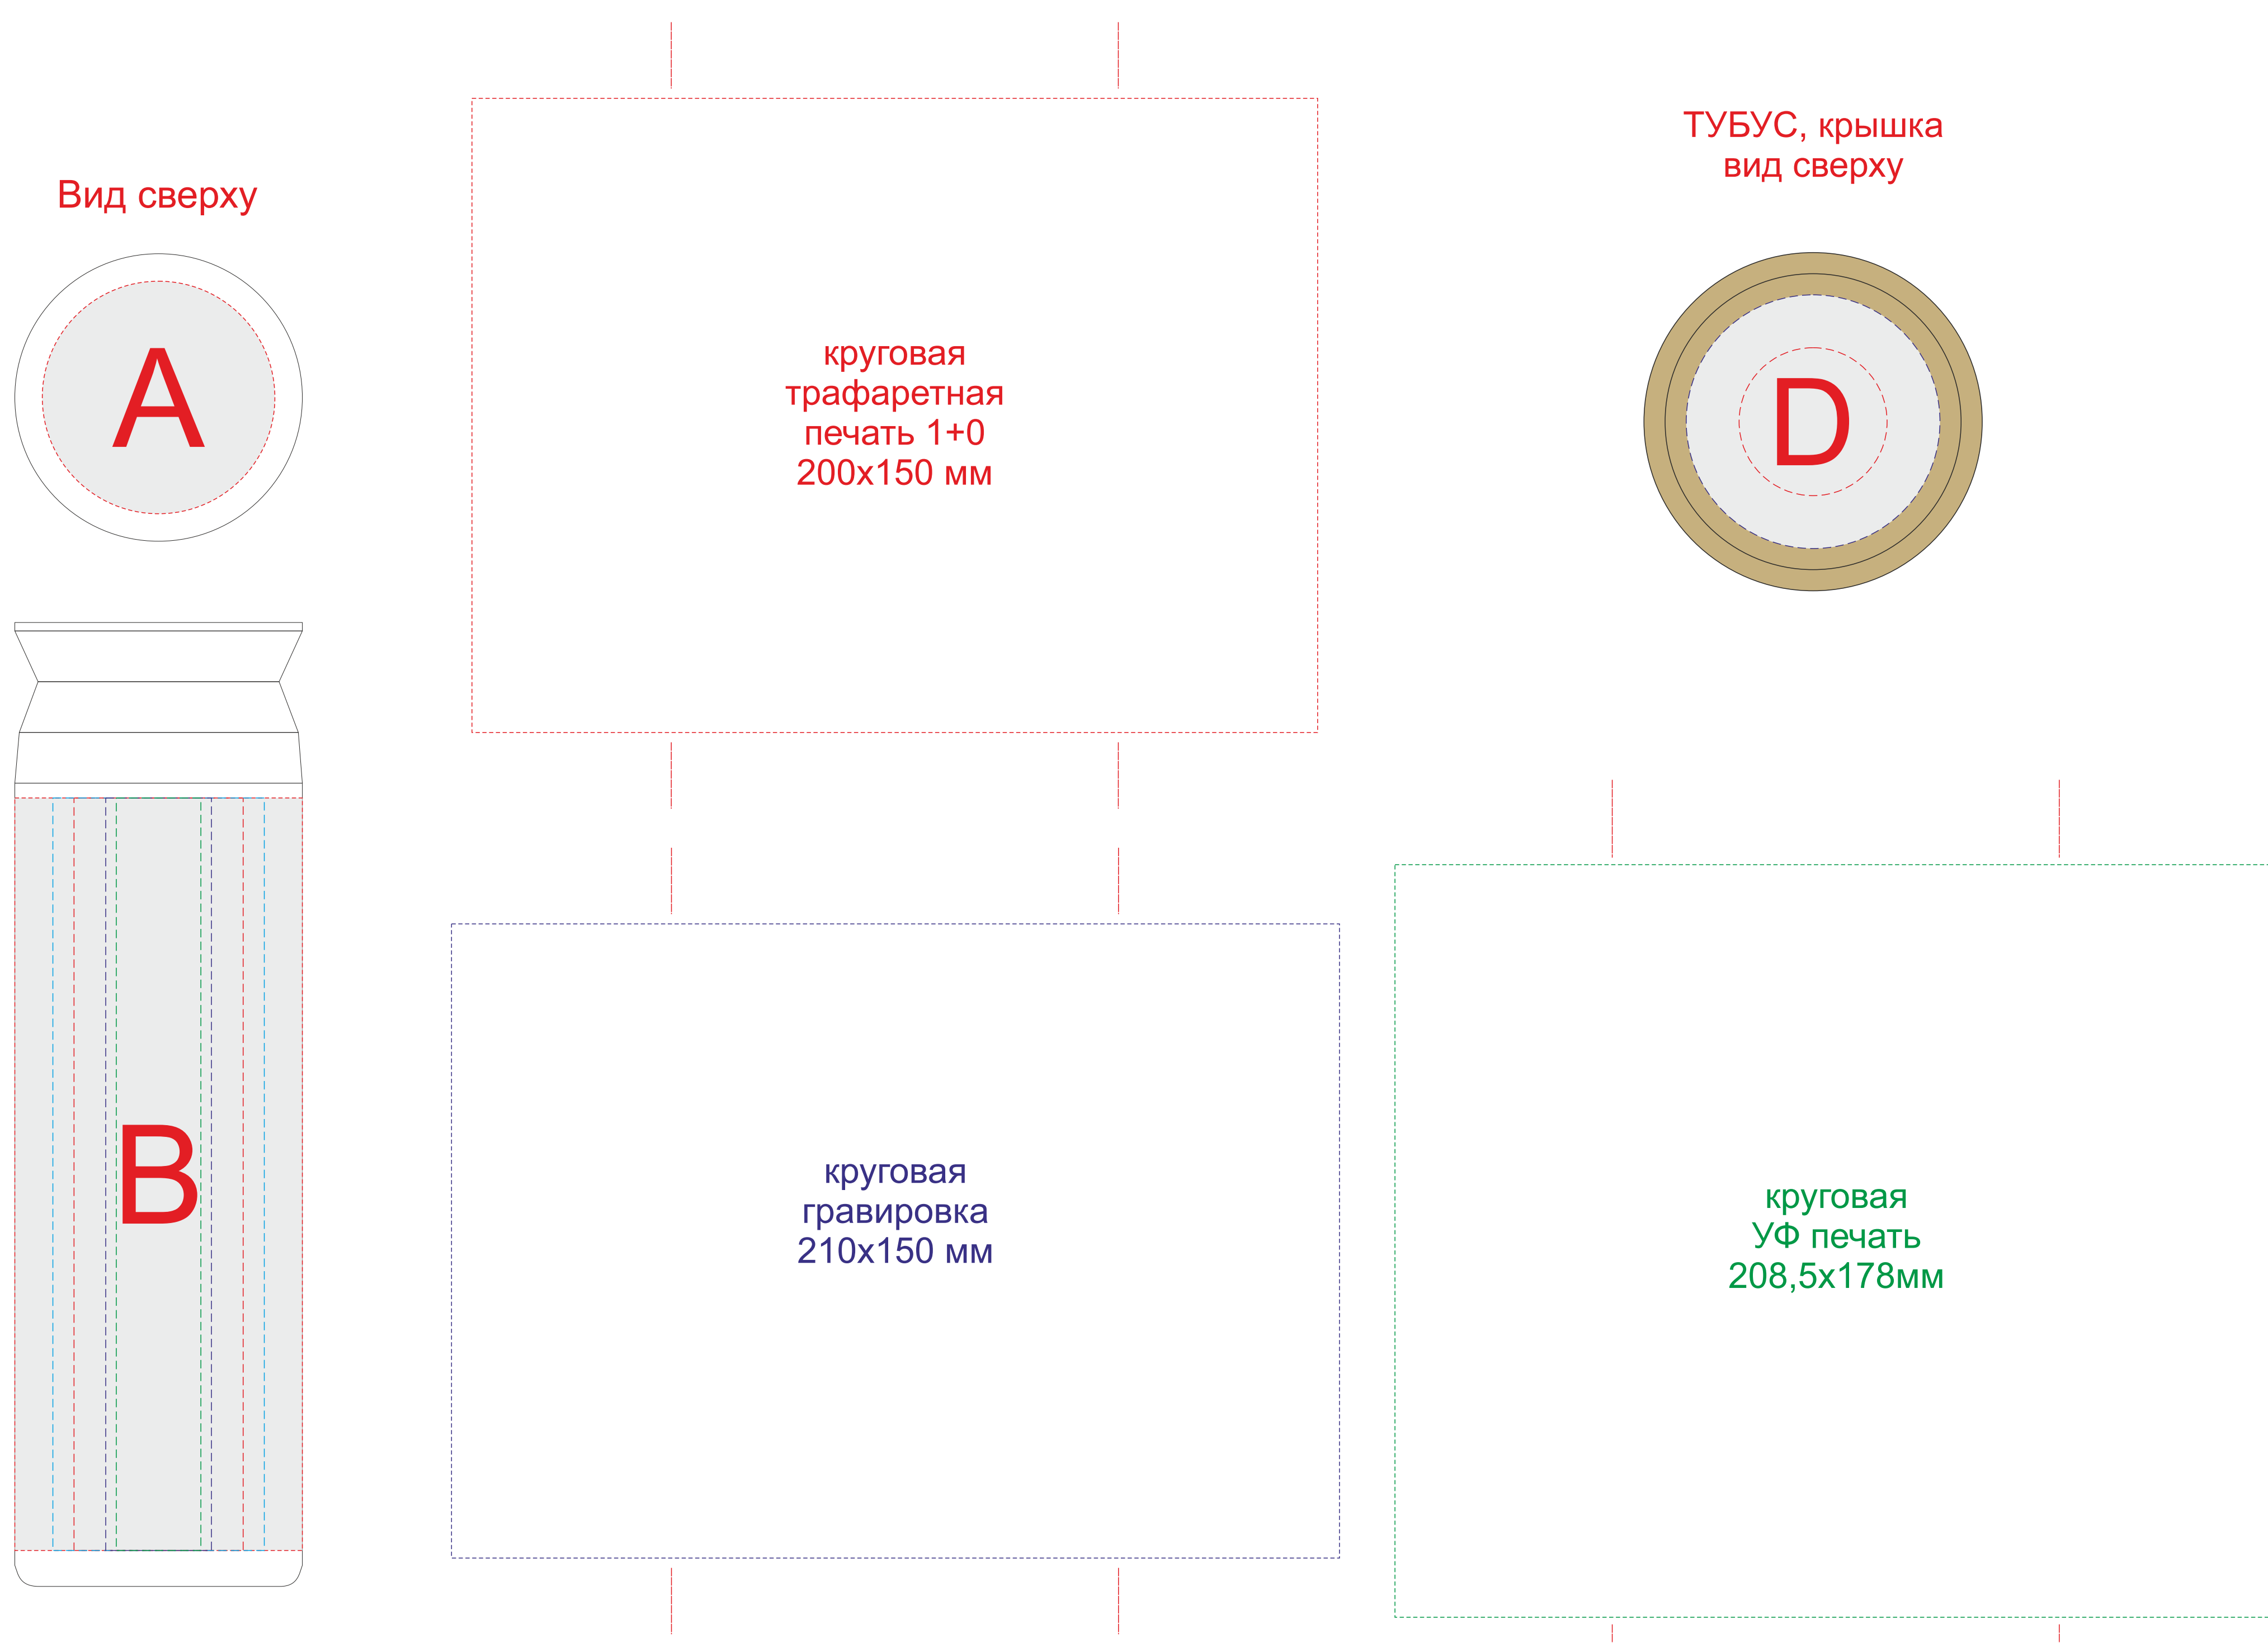 Вид сверху
A
B
круговая
трафаретная
печать 1+0
200х150 мм
круговая
гравировка
210х150 мм
ТУБУС, крышка
вид сверху
D
круговая
УФ печать
208,5х178мм